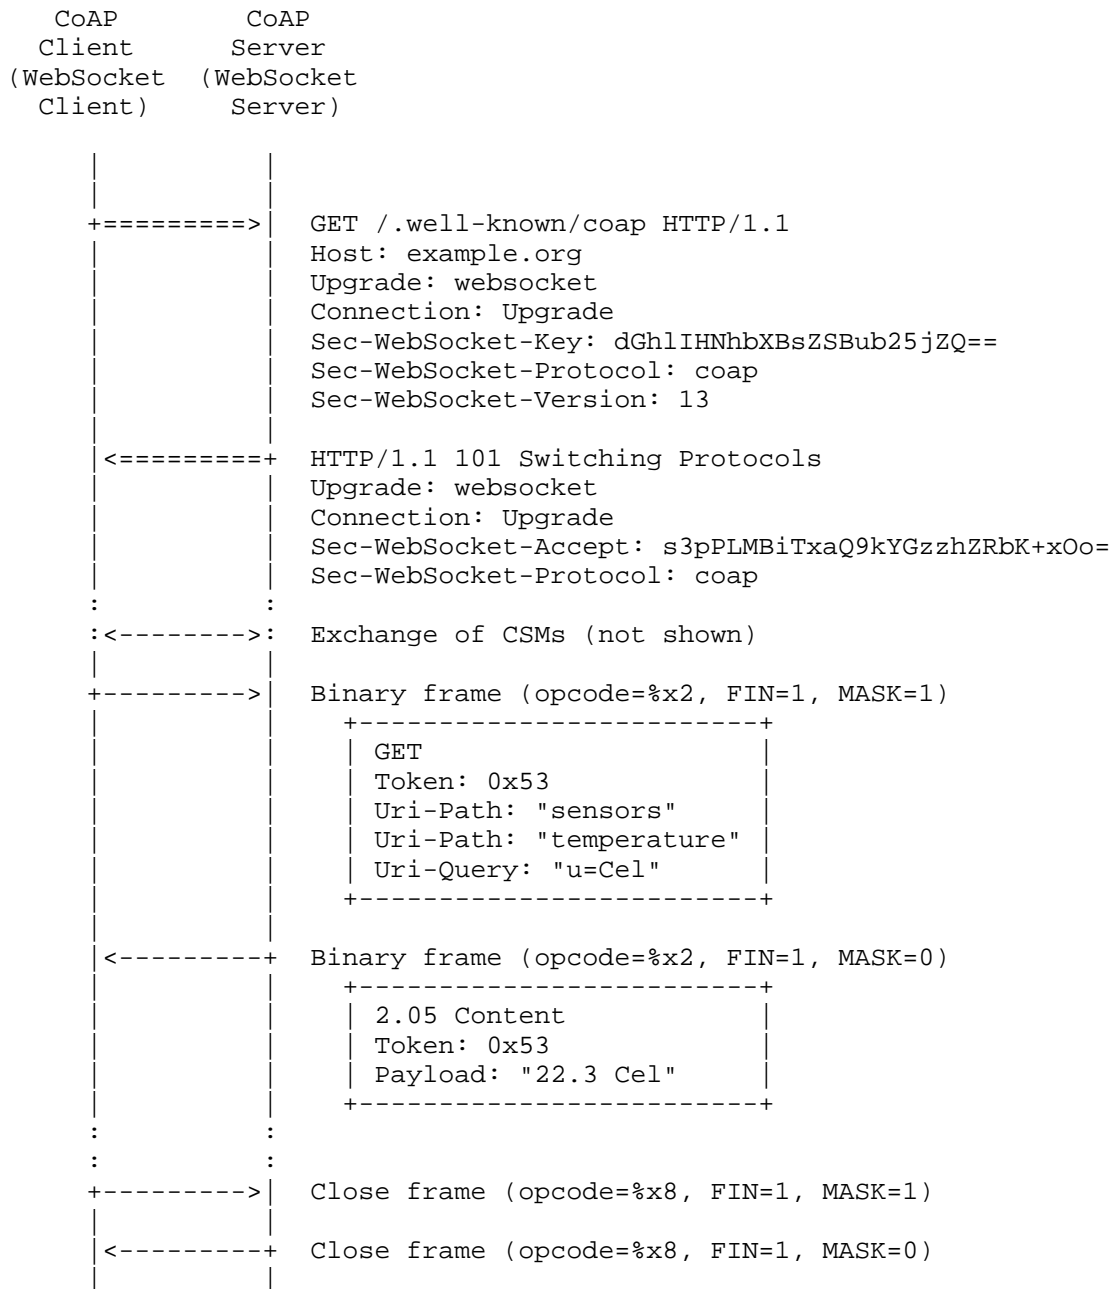 CoAP CoAP
Client Server
(WebSocket (WebSocket
Client) Server)
GET /.well-known/coap HTTP/1.1
Host: example.org
Upgrade: websocket
Connection: Upgrade
Sec-WebSocket-Key: dGhlIHNhbXBsZSBub25jZQ==
Sec-WebSocket-Protocol: coap
Sec-WebSocket-Version: 13
HTTP/1.1 101 Switching Protocols
Upgrade: websocket
Connection: Upgrade
Sec-WebSocket-Accept: s3pPLMBiTxaQ9kYGzzhZRbK+xOo=
Sec-WebSocket-Protocol: coap
Exchange of CSMs (not shown)
Binary frame (opcode=%x2, FIN=1, MASK=1)
GET
Token: 0x53
Uri-Path: "sensors"
Uri-Path: "temperature"
Uri-Query: "u=Cel"
Binary frame (opcode=%x2, FIN=1, MASK=0)
2.05 Content
Token: 0x53
Payload: "22.3 Cel"
Close frame (opcode=%x8, FIN=1, MASK=1)
Close frame (opcode=%x8, FIN=1, MASK=0)